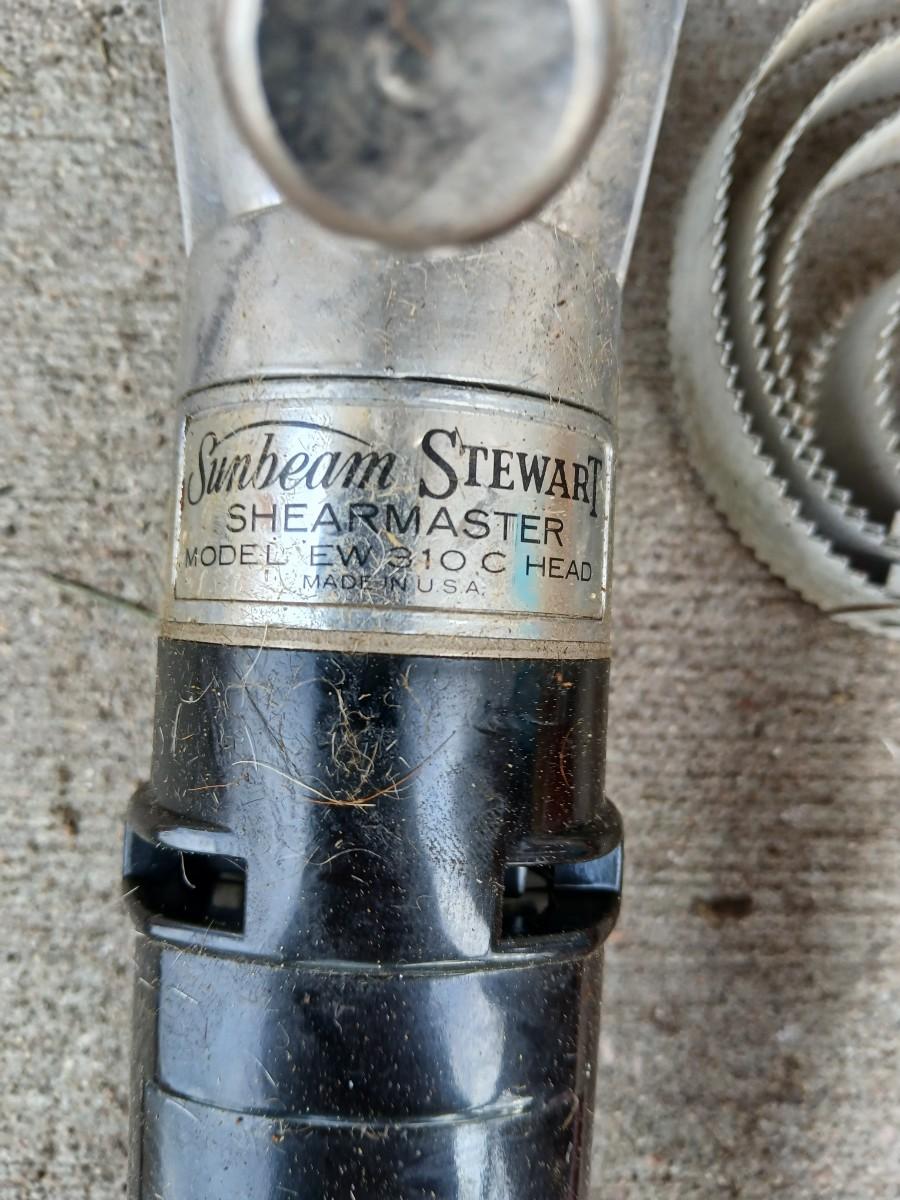 Sunbeam STEWART
SHEARMASTER
MODEL EW 310 C HEAD
MADE IN U.S.A.